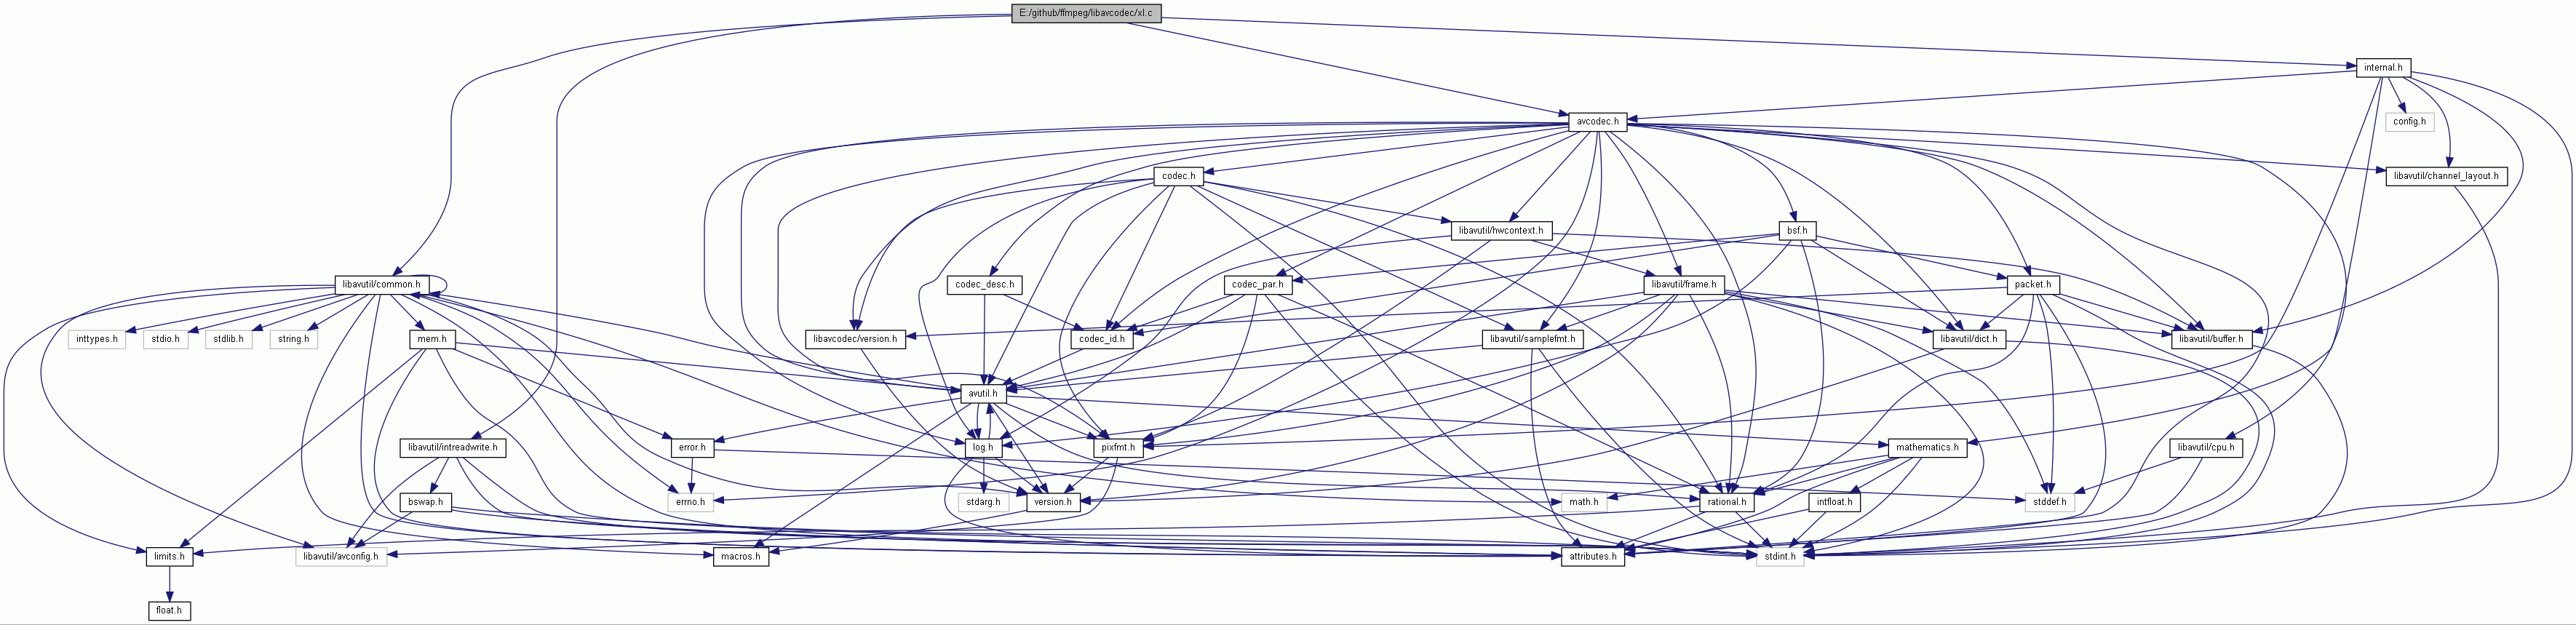 E:/github/ffmpeg/libavcodec/xl.c
internal.h
avcodec.h
config.h
codec.h
libavutil/channel_layout.h
libavutil/hwcontext.h
bsf.h
libavutil/common.h
codec_desc.h
codec_par.h
libavutil/frame.h
packet.h
inttypes.h
stdio.h
stdlib.h
string.h
mem.h
libavcodec/version.h
codec_id.h
libavutil/samplefmt.h
libavutil/dict.h
libavutil/buffer.h
avutil.h
libavutil/intreadwrite.h
error.h
log.h
pixfmt.h
mathematics.h
libavutil/cpu.h
bswap.h
errno.h
stdarg.h
version.h
math.h
rational.h
intfloat.h
stddef.h
limits.h
libavutil/avconfig.h
macros.h
attributes.h
stdint.h
float.h